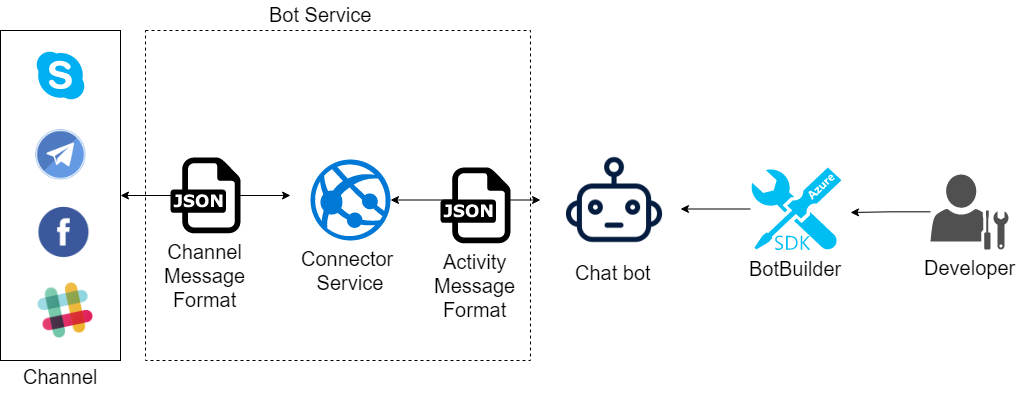 Bot Service
S
f
JSON
Channel
Message
Format
Connector
Service
JSON
Activity
Message
Format
Chat bot
Azure
SDK
BotBuilder
Developer
Channel